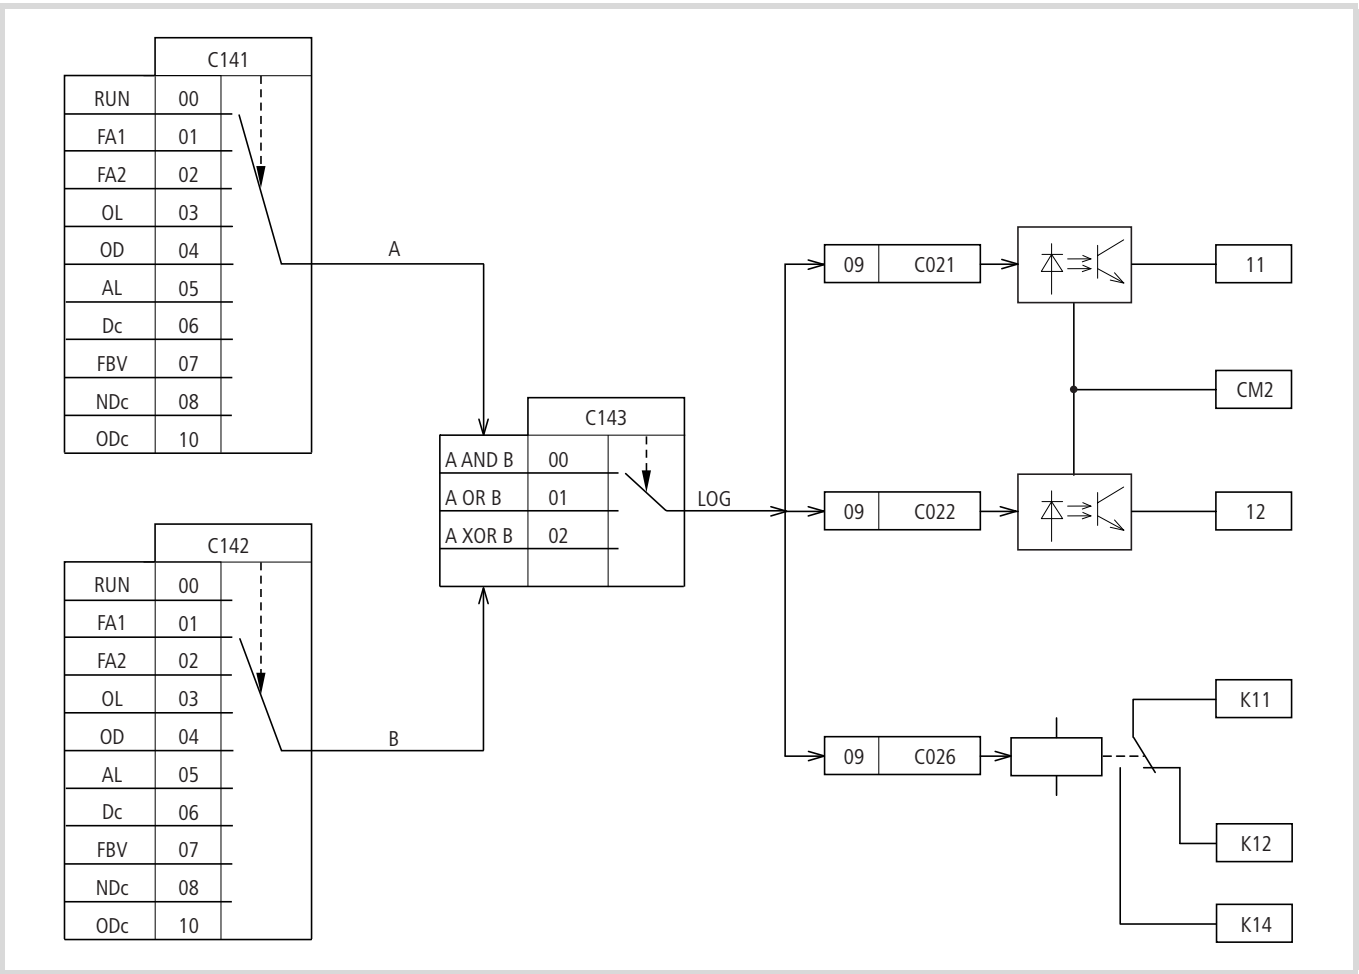 C141
RUN 00
FA1 01
FA2 02
OL 03
OD 04
AL 05
Dc 06
FBV 07
NDc 08
ODc 10
A
C142
RUN 00
FA1 01
FA2 02
OL 03
OD 04
AL 05
Dc 06
FBV 07
NDc 08
ODc 10
B
C143
A AND B 00
A OR B 01
A XOR B 02
LOG
09 C021
11
CM2
09 C022
12
09 C026
K11
K12
K14